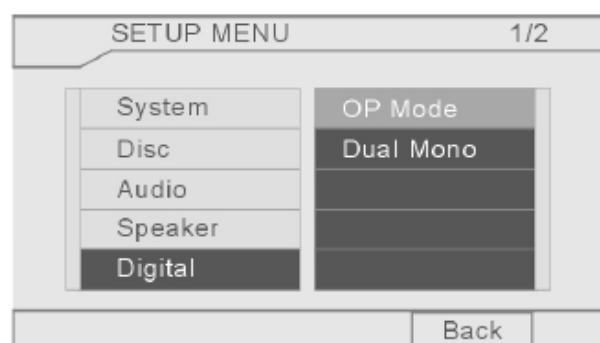 SETUP MENU 1/2
System OP Mode
Disc Dual Mono
Audio
Speaker
Digital
Back